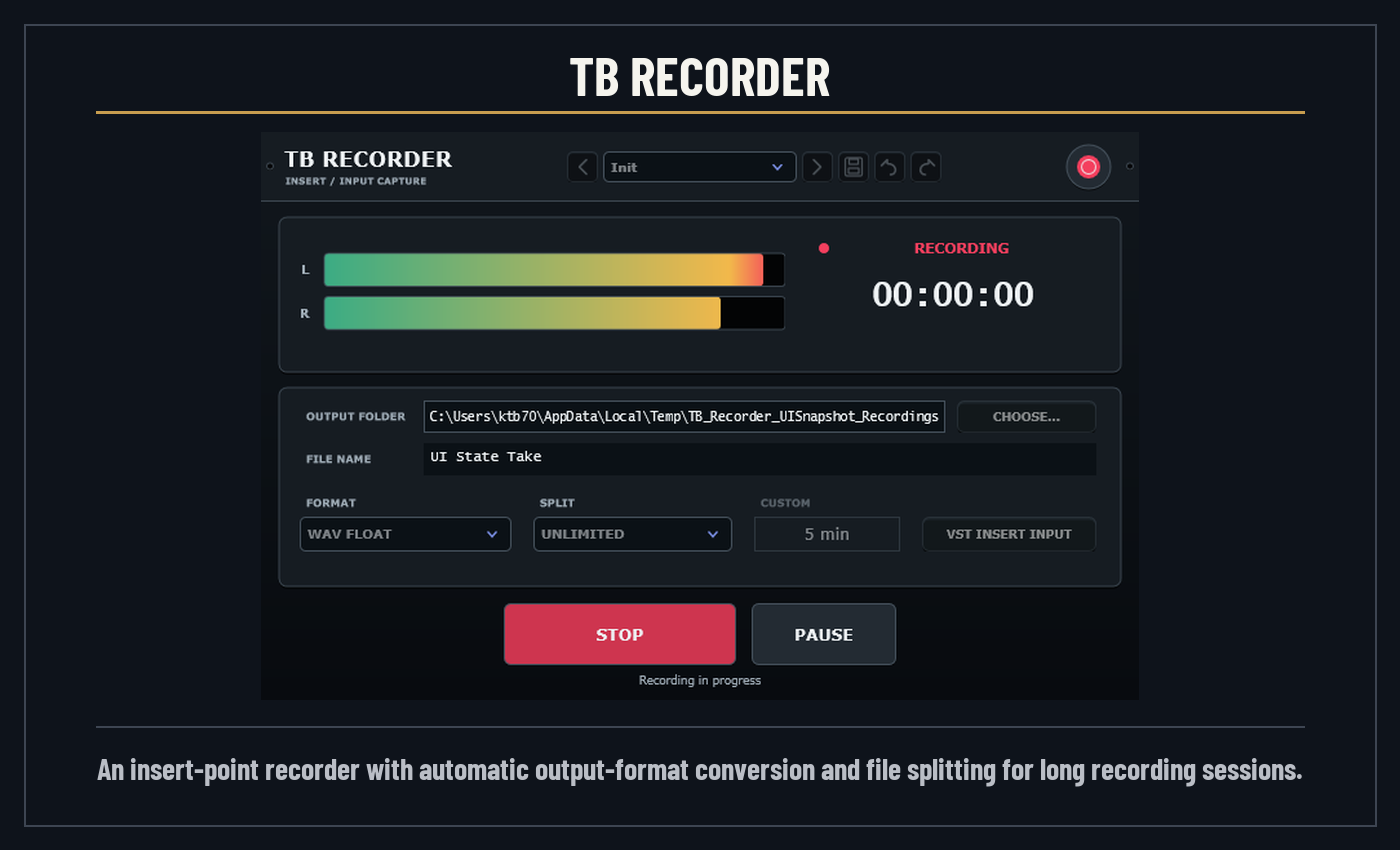 TB RECORDER
TB RECORDER
INSERT / INPUT CAPTURE
Init
L
R
RECORDING
00:00:00
OUTPUT FOLDER
C:\Users\ktb70\AppData\Local\Temp\TB_Recorder_UISnapshot_Recordings
CHOOSE...
FILE NAME
UI State Take
FORMAT
SPLIT
CUSTOM
WAV FLOAT
UNLIMITED
5 min
VST INSERT INPUT
STOP
PAUSE
Recording in progress
An insert-point recorder with automatic output-format conversion and file splitting for long recording sessions.